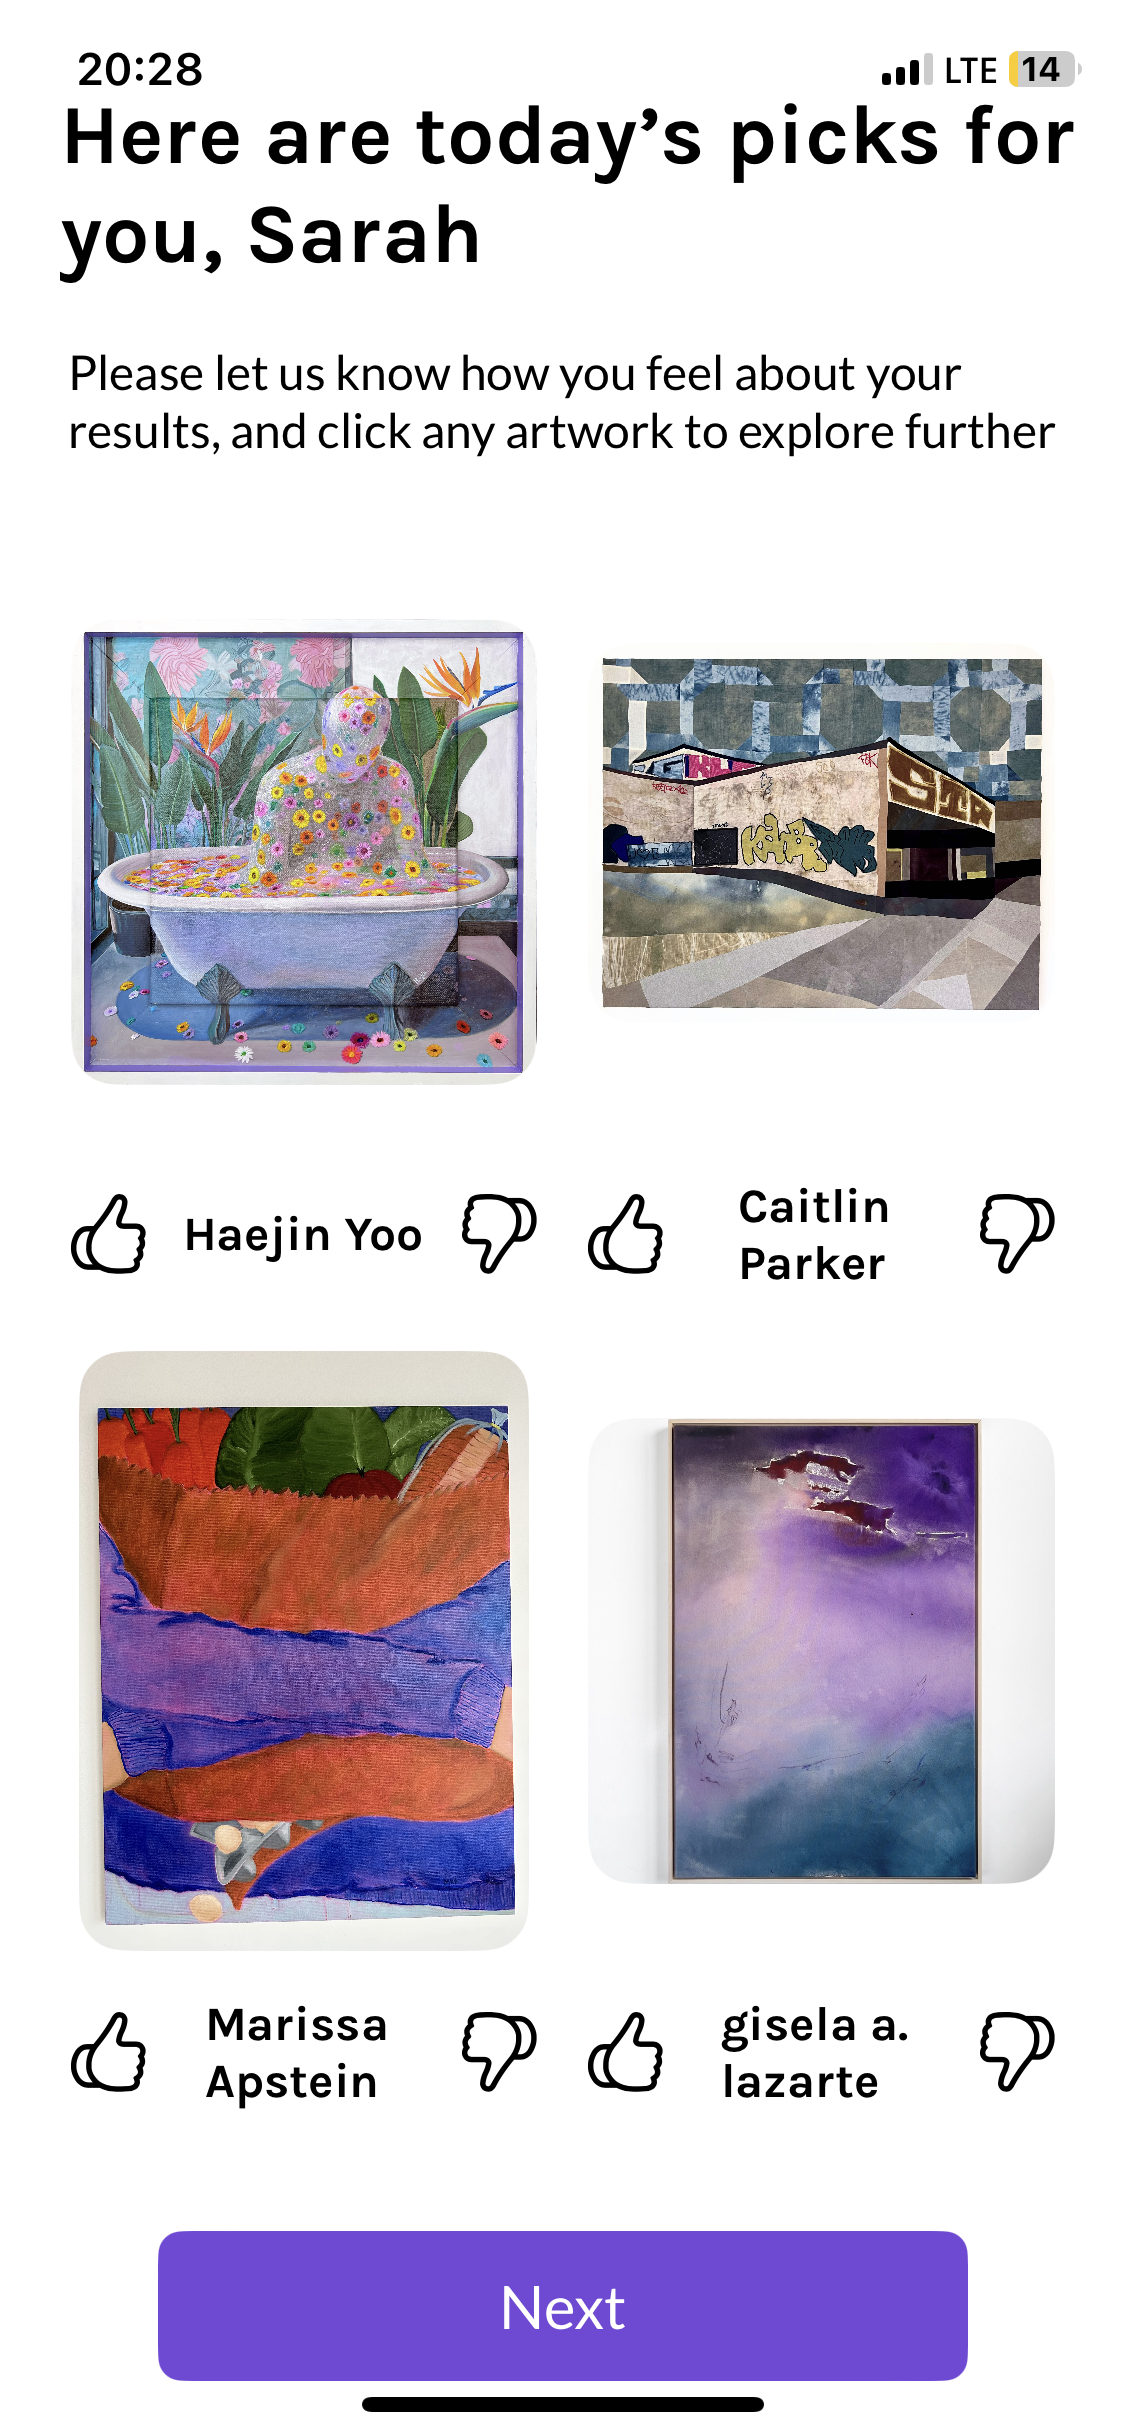 20:28
LTE 14
Here are today’s picks for
you, Sarah
Please let us know how you feel about your
results, and click any artwork to explore further
STR
Haejin Yoo
Caitlin
Parker
Marissa
Apstein
gisela a.
lazarte
Next